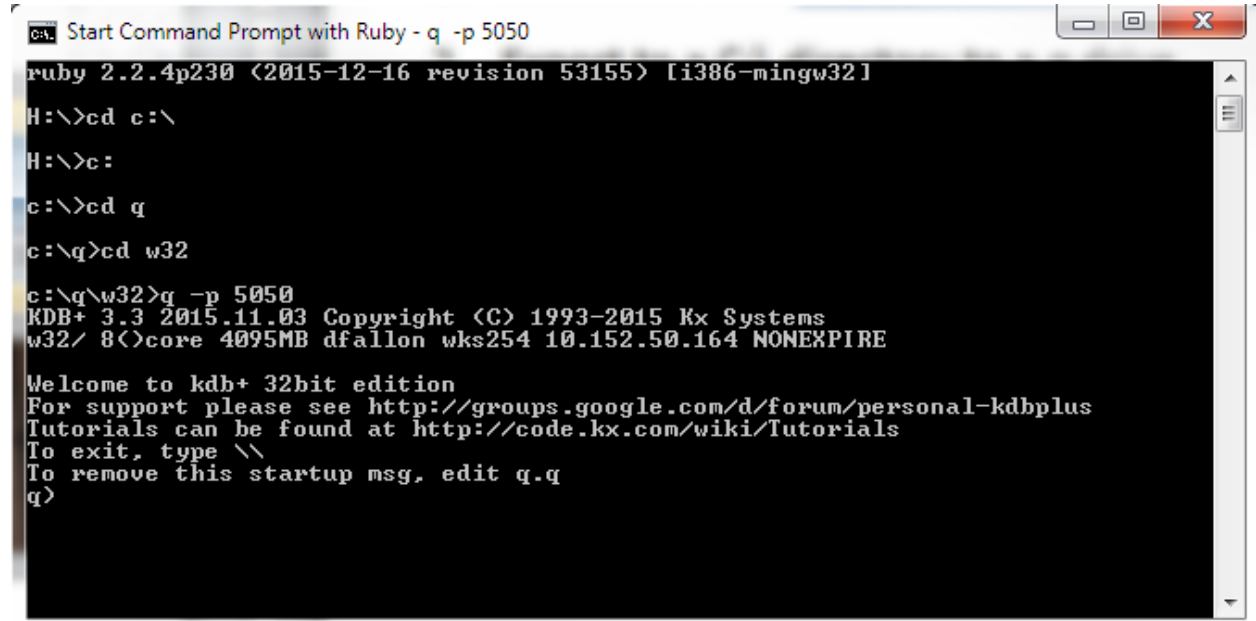 Start Command Prompt with Ruby - q -p 5050
ruby 2.2.4p230 (2015-12-16 revision 53155) [i386-mingw32]
H:\>cd c:\
H:\>c:
c:\>cd q
c:\q>cd w32
c:\q\w32>q -p 5050
KDB+ 3.3 2015.11.03 Copyright (C) 1993-2015 Kx Systems
w32/ 8()core 4095MB dfallon wks254 10.152.50.164 NONEXPIRE
Welcome to kdb+ 32bit edition
For support please see http://groups.google.com/d/forum/personal-kdbplus
Tutorials can be found at http://code.kx.com/wiki/Tutorials
To exit, type \\
To remove this startup msg, edit q.q
q)